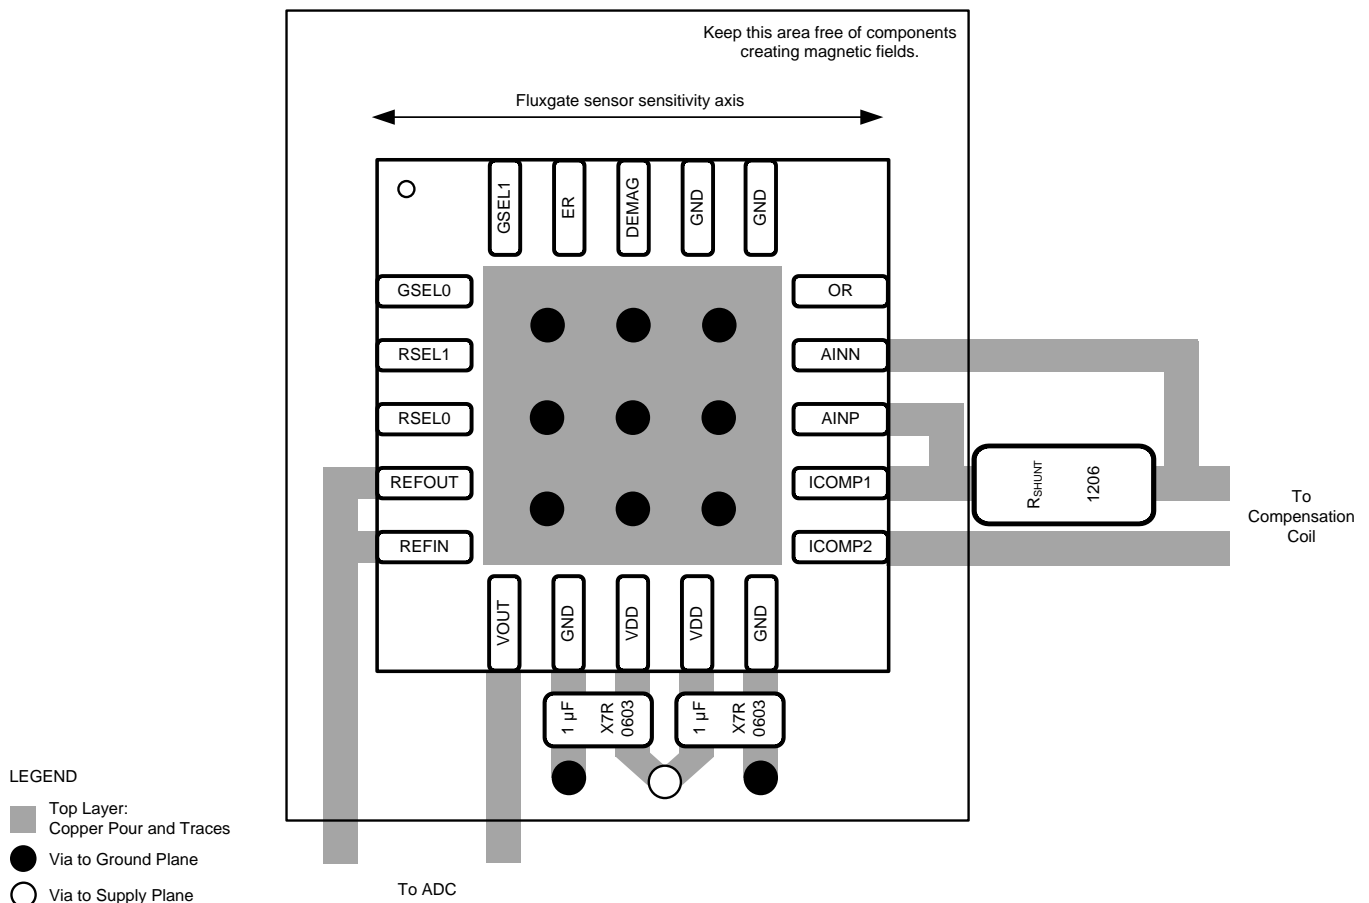 Keep this area free of components
creating magnetic fields.
Fluxgate sensor sensitivity axis
GSEL1
ER
DEMAG
GND
GND
GSEL0
RSEL1
RSEL0
REFOUT
REFIN
OR
AINN
AINP
ICOMP1
ICOMP2
RSHUNT
1206
To
Compensation
Coil
VOUT
GND
VDD
VDD
GND
1 µF
X7R
0603
1 µF
X7R
0603
LEGEND
Top Layer:
Copper Pour and Traces
Via to Ground Plane
Via to Supply Plane
To ADC